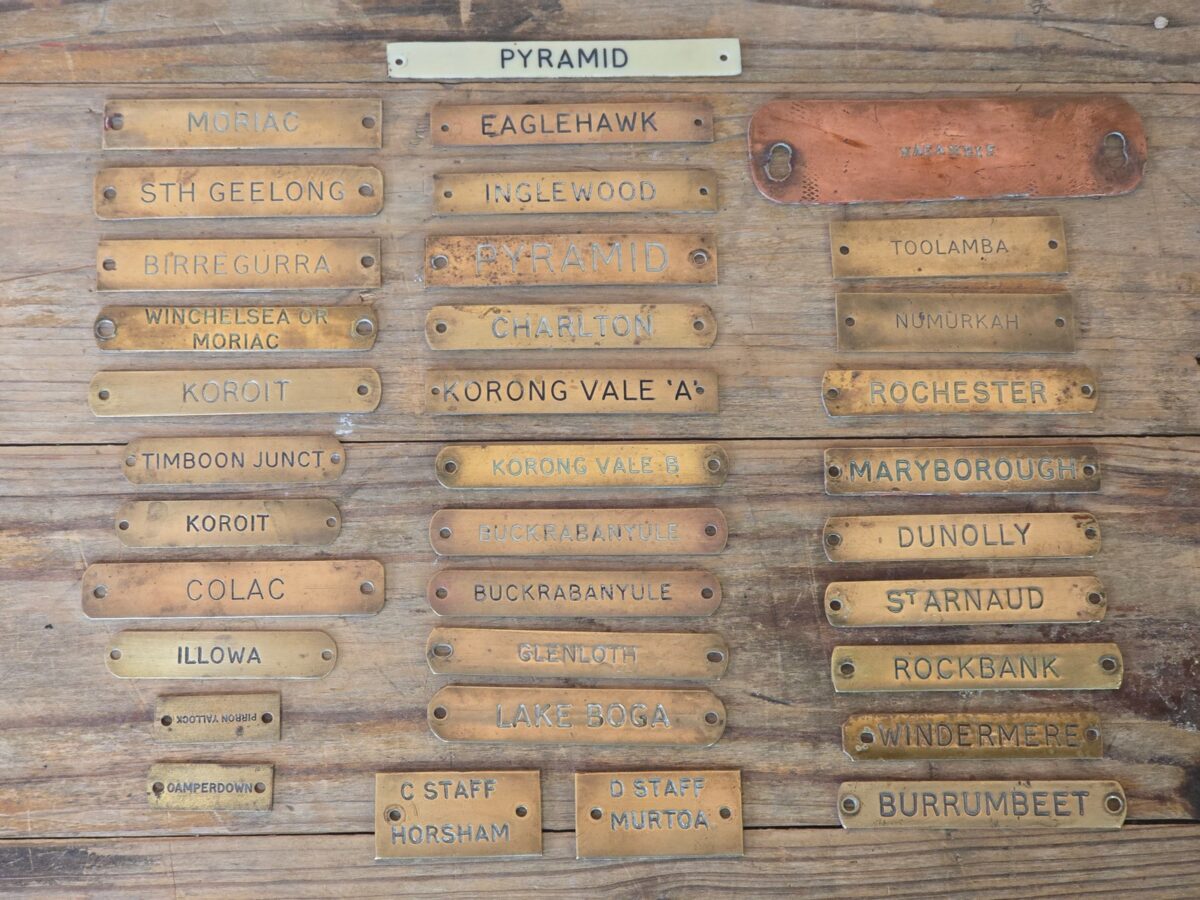 PYRAMID
MORIAC
STH GEELONG
BIRREGURRA
WINCHELSEA OR
MORIAC
KOROIT
TIMBOON JUNCT
KOROIT
COLAC
ILLOWA
PIRRON YALLOCK
CAMPERDOWN
EAGLEHAWK
INGLEWOOD
PYRAMID
CHARLTON
KORONG VALE 'A'
KORONG VALE B
BUCKRABANYULE
BUCKRABANYULE
GLENLOTH
LAKE BOGA
C STAFF
HORSHAM
D STAFF
MURTOA
TOOLAMBA
NUMURKAH
ROCHESTER
MARYBOROUGH
DUNOLLY
ST ARNAUD
ROCKBANK
WINDERMERE
BURRUMBEET